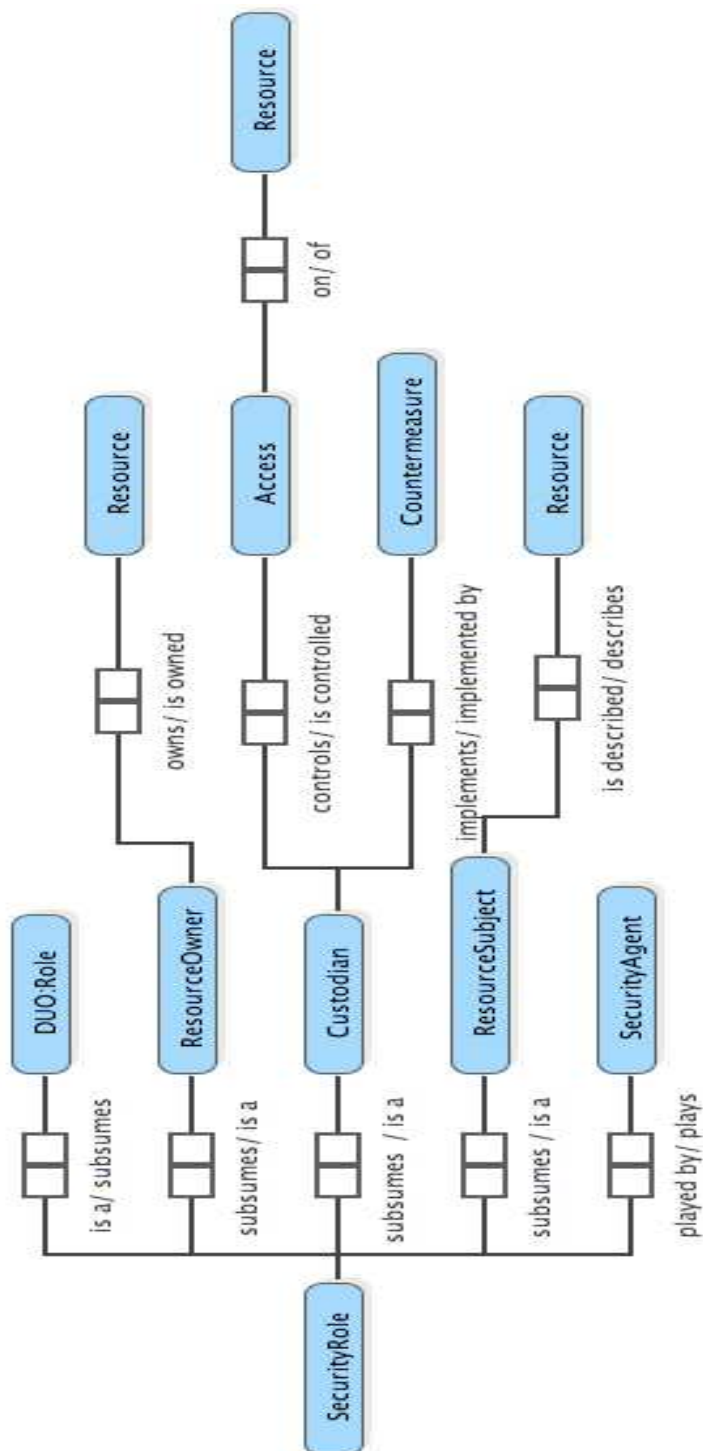 SecurityRole
DUO:Role
is a/ subsumes
ResourceOwner
subsumes/ is a
Resource
owns/ is owned
Custodian
subsumes / is a
Access
controls/ is controlled
Resource
on/ of
Countermeasure
implements/ implemented by
ResourceSubject
subsumes / is a
Resource
is described/ describes
SecurityAgent
played by/ plays